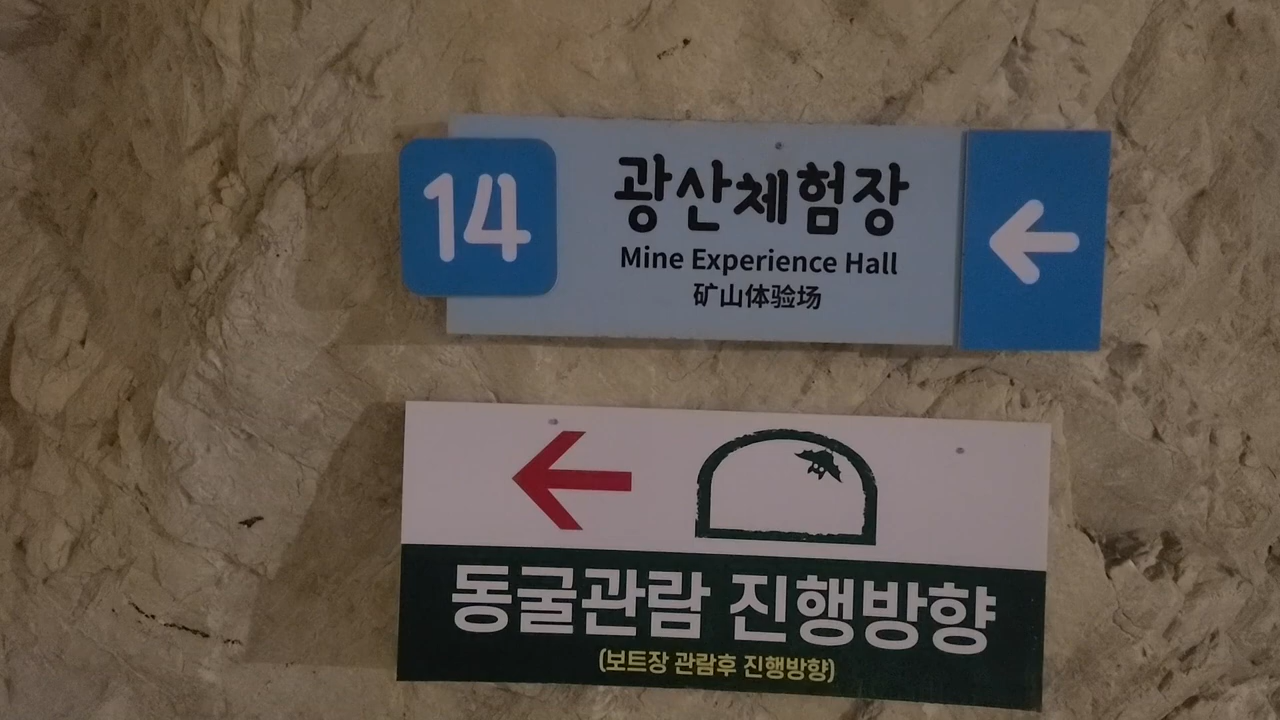 14
광산체험장
Mine Experience Hall
矿山体验场
동굴관람 진행방향
(보트장 관람후 진행방향)